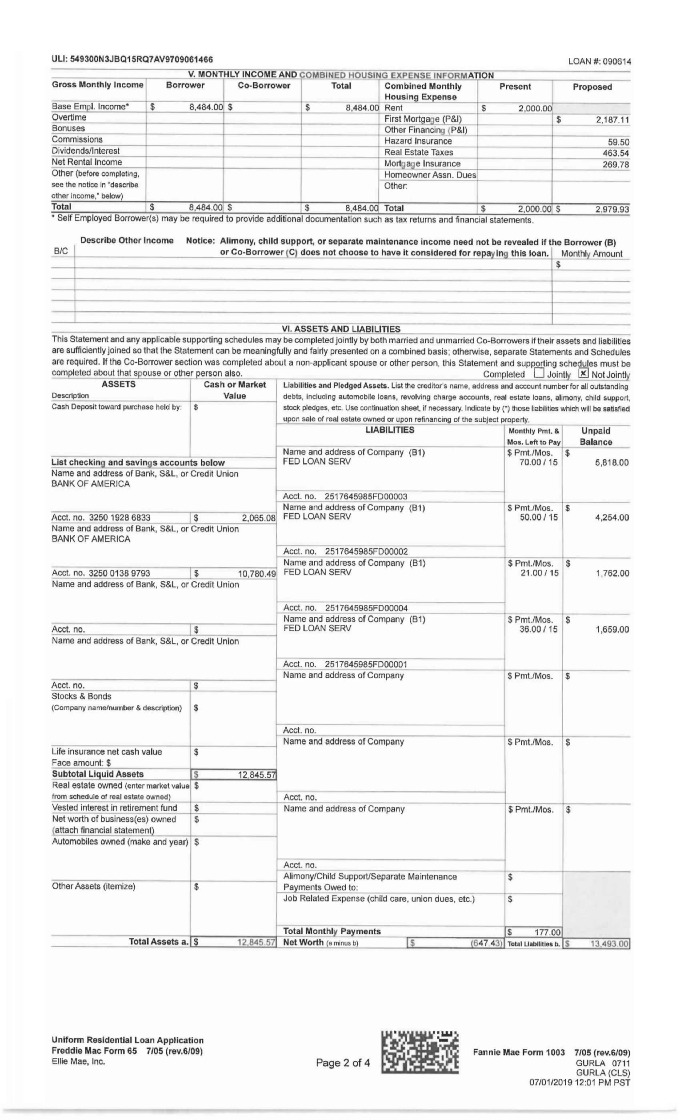 ULI: 549300N3JBQ15RQ7AV9709061466
LOAN #: 090614
V. MONTHLY INCOME AND COMBINED HOUSING EXPENSE INFORMATION
Gross Monthly Income Borrower Co-Borrower Total Combined Monthly Housing Expense Present Proposed
Base Empl. Income* $ 8,484.00 $ $ 8,484.00 Rent $ 2,000.00
Overtime First Mortgage (P&I) $ 2,187.11
Bonuses Other Financing (P&I)
Commissions Hazard Insurance 59.50
Dividends/Interest Real Estate Taxes 463.54
Net Rental Income Mortgage Insurance 269.78
Other (before completing, Homeowner Assn. Dues
see the notice in "describe Other:
other income," below)
Total $ 8,484.00 $ $ 8,484.00 Total $ 2,000.00 $ 2,979.93
* Self Employed Borrower(s) may be required to provide additional documentation such as tax returns and financial statements.
Describe Other Income Notice: Alimony, child support, or separate maintenance income need not be revealed if the Borrower (B)
B/C or Co-Borrower (C) does not choose to have it considered for repaying this loan. Monthly Amount
$
VI. ASSETS AND LIABILITIES
This Statement and any applicable supporting schedules may be completed jointly by both married and unmarried Co-Borrowers if their assets and liabilities
are sufficiently joined so that the Statement can be meaningfully and fairly presented on a combined basis; otherwise, separate Statements and Schedules
are required. If the Co-Borrower section was completed about a non-applicant spouse or other person, this Statement and supporting schedules must be
completed about that spouse or other person also. Completed Jointly X Not Jointly
ASSETS
Description
Cash or Market Value
Cash Deposit toward purchase held by: $
List checking and savings accounts below
Name and address of Bank, S&L, or Credit Union
BANK OF AMERICA
Acct. no. 3250 1928 6833 $ 2,065.08
Name and address of Bank, S&L, or Credit Union
BANK OF AMERICA
Acct. no. 3250 0138 9793 $ 10,780.49
Name and address of Bank, S&L, or Credit Union
Acct. no. $
Name and address of Bank, S&L, or Credit Union
Acct. no. $
Stocks & Bonds
(Company name/number & description) $
Life insurance net cash value $
Face amount: $
Subtotal Liquid Assets $ 12,845.57
Real estate owned (enter market value $
from schedule of real estate owned)
Vested interest in retirement fund $
Net worth of business(es) owned $
(attach financial statement)
Automobiles owned (make and year) $
Other Assets (itemize) $
Total Assets a. $ 12,845.57
Liabilities and Pledged Assets. List the creditor's name, address and account number for all outstanding
debts, including automobile loans, revolving charge accounts, real estate loans, alimony, child support,
stock pledges, etc. Use continuation sheet, if necessary. Indicate by (*) those liabilities which will be satisfied
upon sale of real estate owned or upon refinancing of the subject property.
LIABILITIES Monthly Pmt. & Mos. Left to Pay Unpaid Balance
Name and address of Company (B1) $ Pmt./Mos. $
FED LOAN SERV 70.00 / 15 5,818.00
Acct. no. 2517645985FD00003
Name and address of Company (B1) $ Pmt./Mos. $
FED LOAN SERV 50.00 / 15 4,254.00
Acct. no. 2517645985FD00002
Name and address of Company (B1) $ Pmt./Mos. $
FED LOAN SERV 21.00 / 15 1,762.00
Acct. no. 2517645985FD00004
Name and address of Company (B1) $ Pmt./Mos. $
FED LOAN SERV 36.00 / 15 1,659.00
Acct. no. 2517645985FD00001
Name and address of Company $ Pmt./Mos. $
Acct. no.
Name and address of Company $ Pmt./Mos. $
Acct. no.
Name and address of Company $ Pmt./Mos. $
Acct. no.
Alimony/Child Support/Separate Maintenance $
Payments Owed to:
Job Related Expense (child care, union dues, etc.) $
Total Monthly Payments $ 177.00
Net Worth (a minus b) $ (647.43) Total Liabilities b. $ 13,493.00
Uniform Residential Loan Application
Freddie Mac Form 65 7/05 (rev.6/09)
Ellie Mae, Inc.
Page 2 of 4
Fannie Mae Form 1003 7/05 (rev.6/09)
GURLA 0711
GURLA (CLS)
07/01/2019 12:01 PM PST